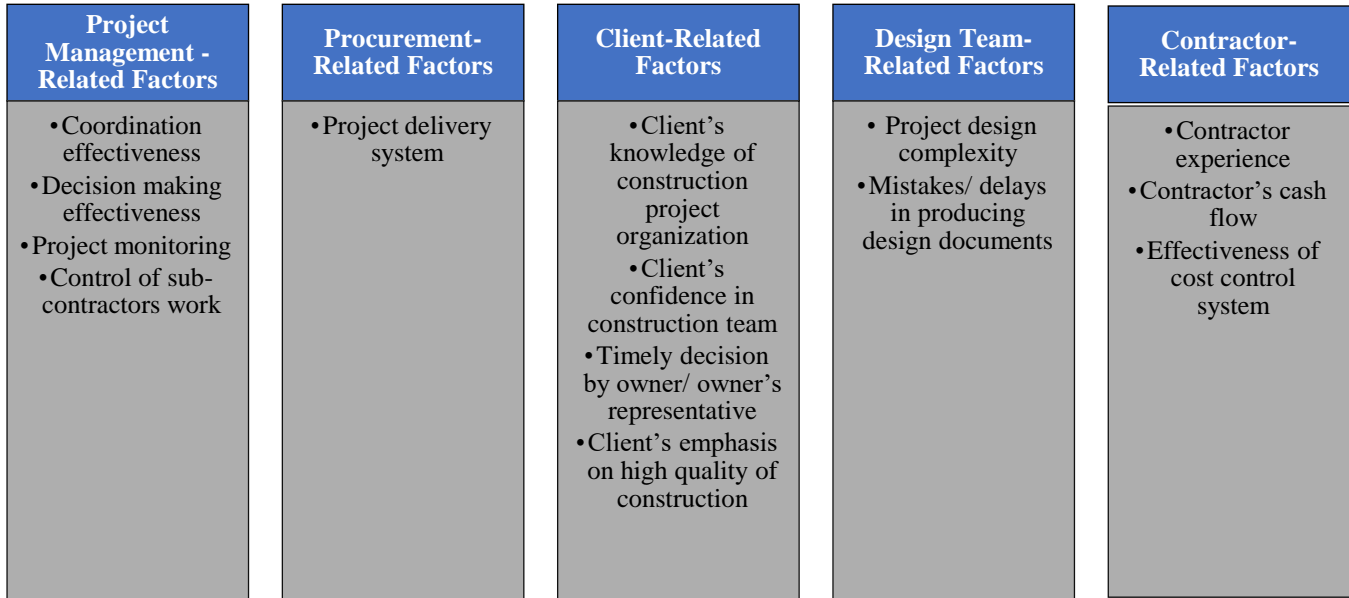 Project
Management -
Related Factors
•Coordination
effectiveness
•Decision making
effectiveness
•Project monitoring
•Control of sub-
contractors work
Procurement-
Related Factors
•Project delivery
system
Client-Related
Factors
•Client’s
knowledge of
construction
project
organization
•Client’s
confidence in
construction team
•Timely decision
by owner/ owner’s
representative
•Client’s emphasis
on high quality of
construction
Design Team-
Related Factors
• Project design
complexity
•Mistakes/ delays
in producing
design documents
Contractor-
Related Factors
•Contractor
experience
•Contractor’s cash
flow
•Effectiveness of
cost control
system